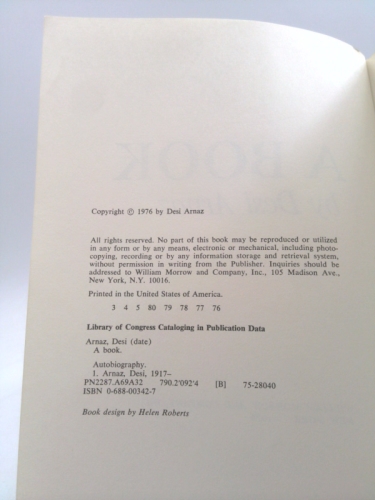 A BOOK
Copyright © 1976 by Desi Arnaz
All rights reserved. No part of this book may be reproduced or utilized
in any form or by any means, electronic or mechanical, including photo-
copying, recording or by any information storage and retrieval system,
without permission in writing from the Publisher. Inquiries should be
addressed to William Morrow and Company, Inc., 105 Madison Ave.,
New York, N.Y. 10016.
Printed in the United States of America.
3 4 5 80 79 78 77 76
Library of Congress Cataloging in Publication Data
Arnaz, Desi (date)
A book.
Autobiography.
1. Arnaz, Desi, 1917–
PN2287.A69A32 790.2'092'4 [B] 75-28040
ISBN 0-688-00342-7
Book design by Helen Roberts